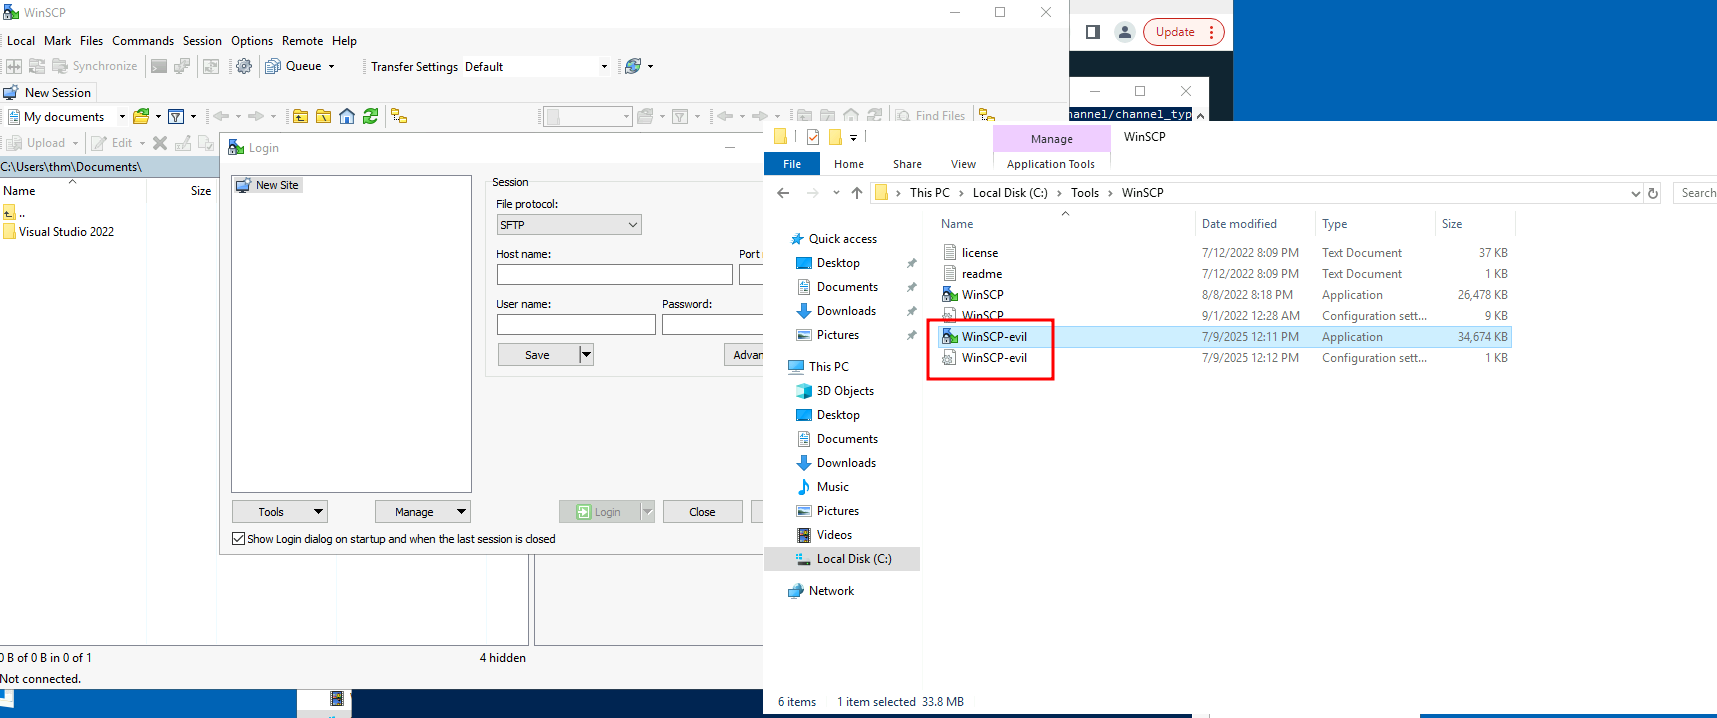 WinSCP
Local Mark Files Commands Session Options Remote Help
Synchronize Queue Transfer Settings Default
New Session
My documents Find Files
Upload Edit
C:\Users\thm\Documents\
Name Size
..
Visual Studio 2022
0 B of 0 B in 0 of 1 4 hidden
Not connected.
Login
New Site
Session
File protocol:
SFTP
Host name: Port
User name: Password:
Save Advan
Tools Manage Login Close
Show Login dialog on startup and when the last session is closed
Update
hannel/channel_typ
Manage WinSCP
File Home Share View Application Tools
This PC Local Disk (C:) Tools WinSCP Search
Quick access
Desktop
Documents
Downloads
Pictures
This PC
3D Objects
Desktop
Documents
Downloads
Music
Pictures
Videos
Local Disk (C:)
Network
Name Date modified Type Size
license 7/12/2022 8:09 PM Text Document 37 KB
readme 7/12/2022 8:09 PM Text Document 1 KB
WinSCP 8/8/2022 8:18 PM Application 26,478 KB
WinSCP 9/1/2022 12:28 AM Configuration sett... 9 KB
WinSCP-evil 7/9/2025 12:11 PM Application 34,674 KB
WinSCP-evil 7/9/2025 12:12 PM Configuration sett... 1 KB
6 items 1 item selected 33.8 MB